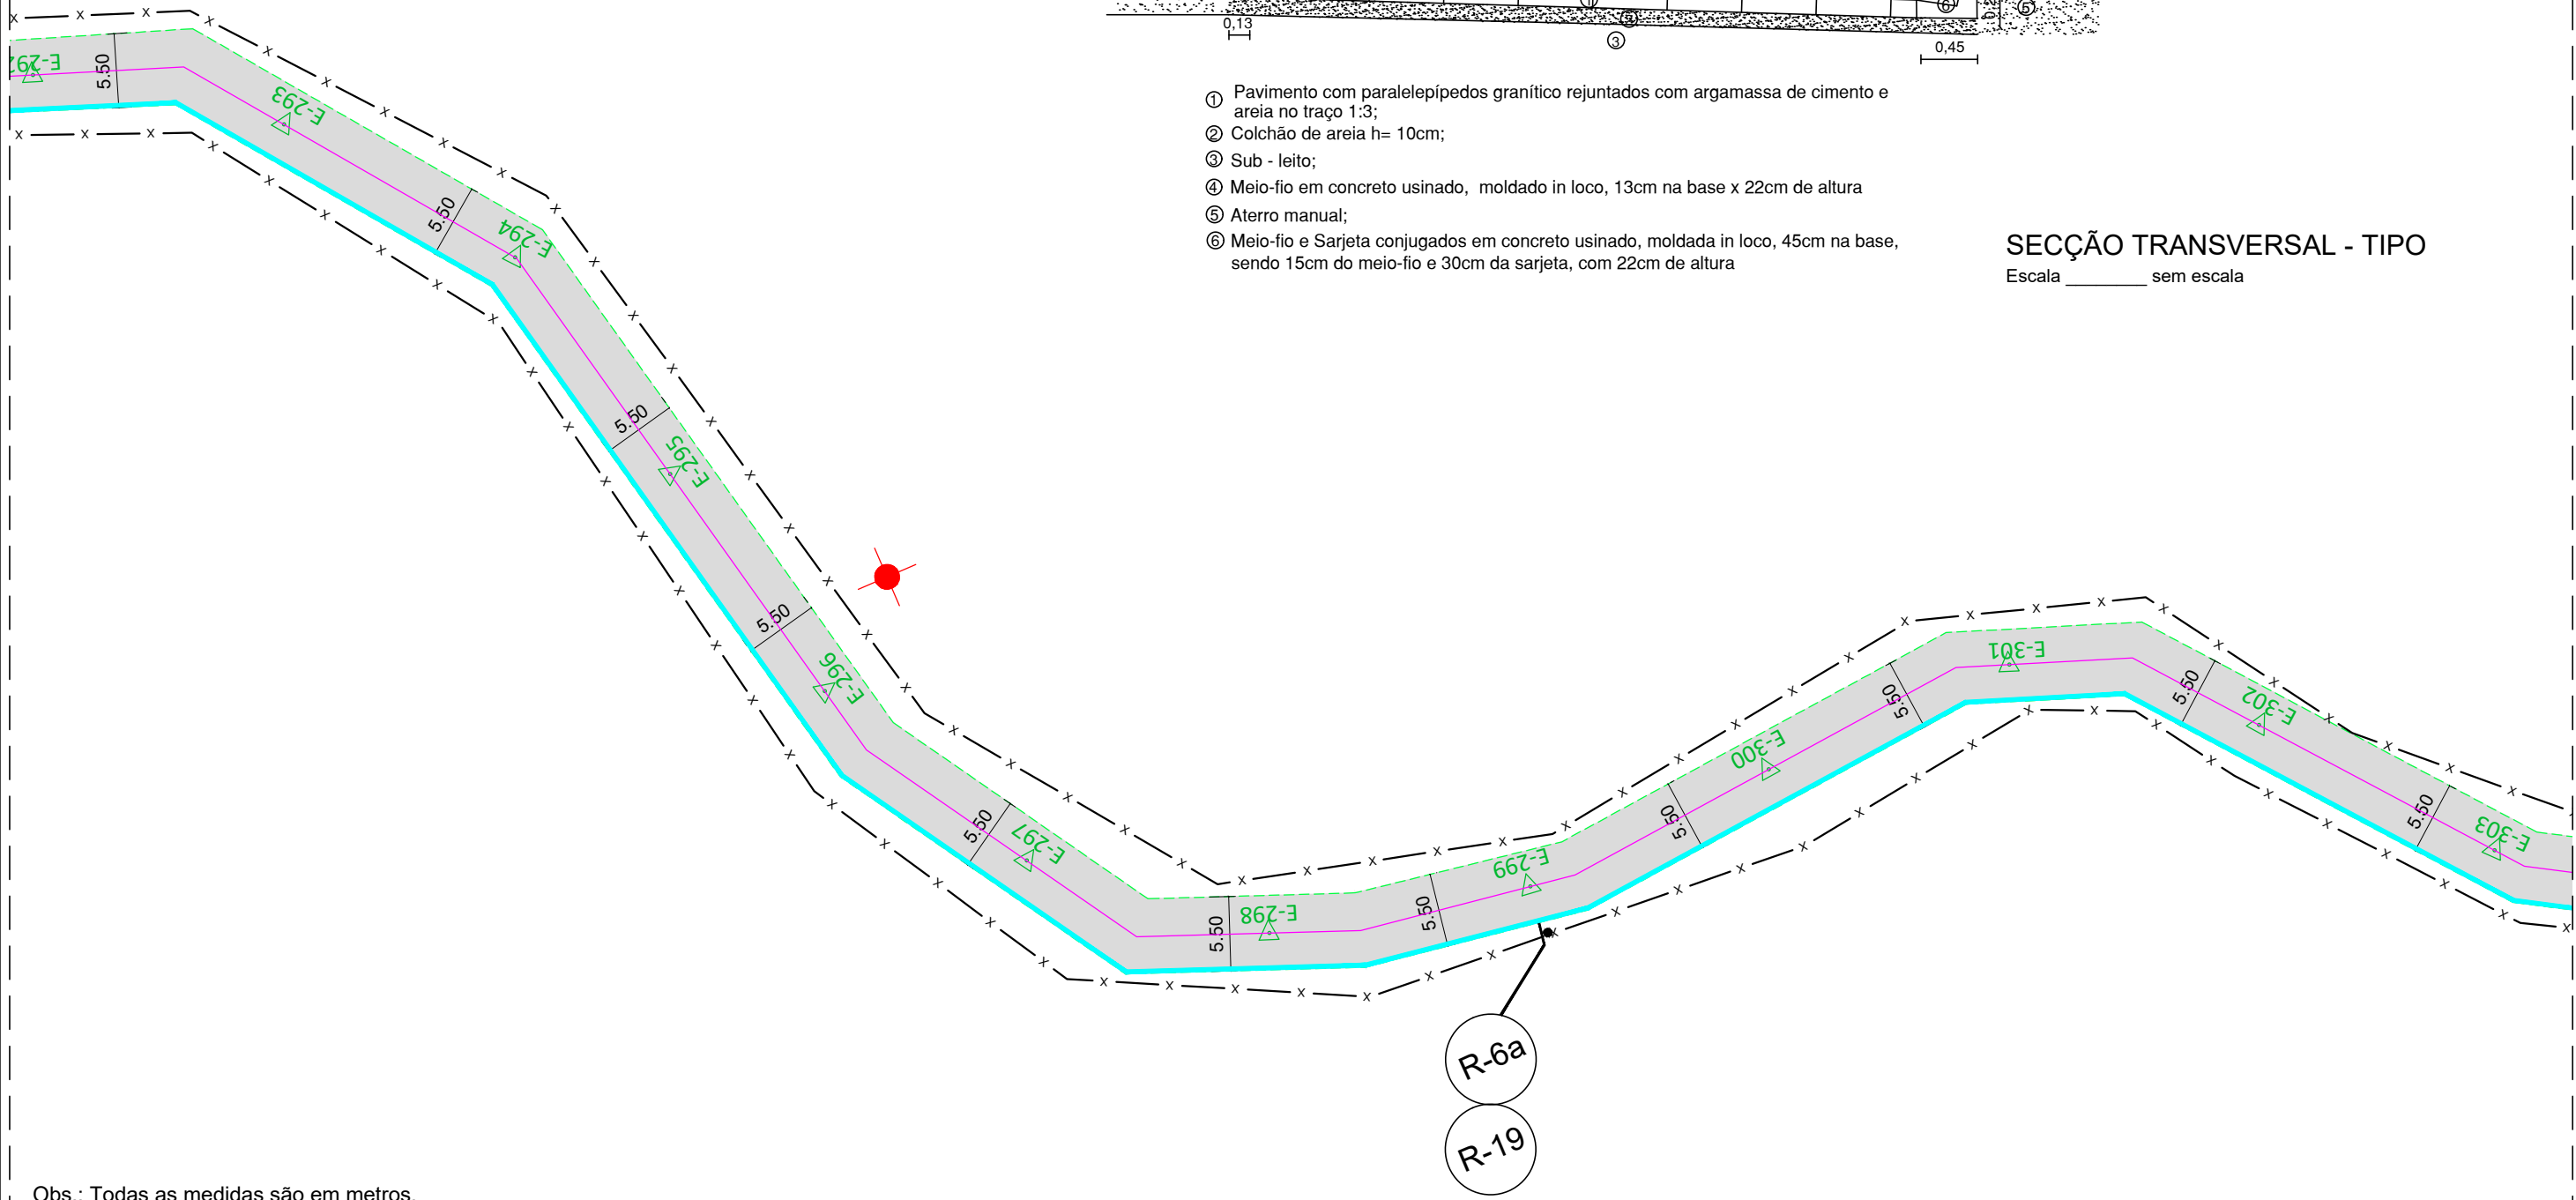 0,13
0,45
① Pavimento com paralelepípedos granítico rejuntados com argamassa de cimento e
areia no traço 1:3;
② Colchão de areia h= 10cm;
③ Sub - leito;
④ Meio-fio em concreto usinado, moldado in loco, 13cm na base x 22cm de altura
⑤ Aterro manual;
⑥ Meio-fio e Sarjeta conjugados em concreto usinado, moldada in loco, 45cm na base,
sendo 15cm do meio-fio e 30cm da sarjeta, com 22cm de altura
SECÇÃO TRANSVERSAL - TIPO
Escala ________ sem escala
③
⑥
⑤
5.50
E-293
5.50
E-294
5.50
E-295
5.50
E-296
5.50
E-297
5.50
E-298
5.50
E-299
5.50
E-300
5.50
E-301
5.50
E-302
5.50
E-303
R-6a
R-19
Obs.: Todas as medidas são em metros.